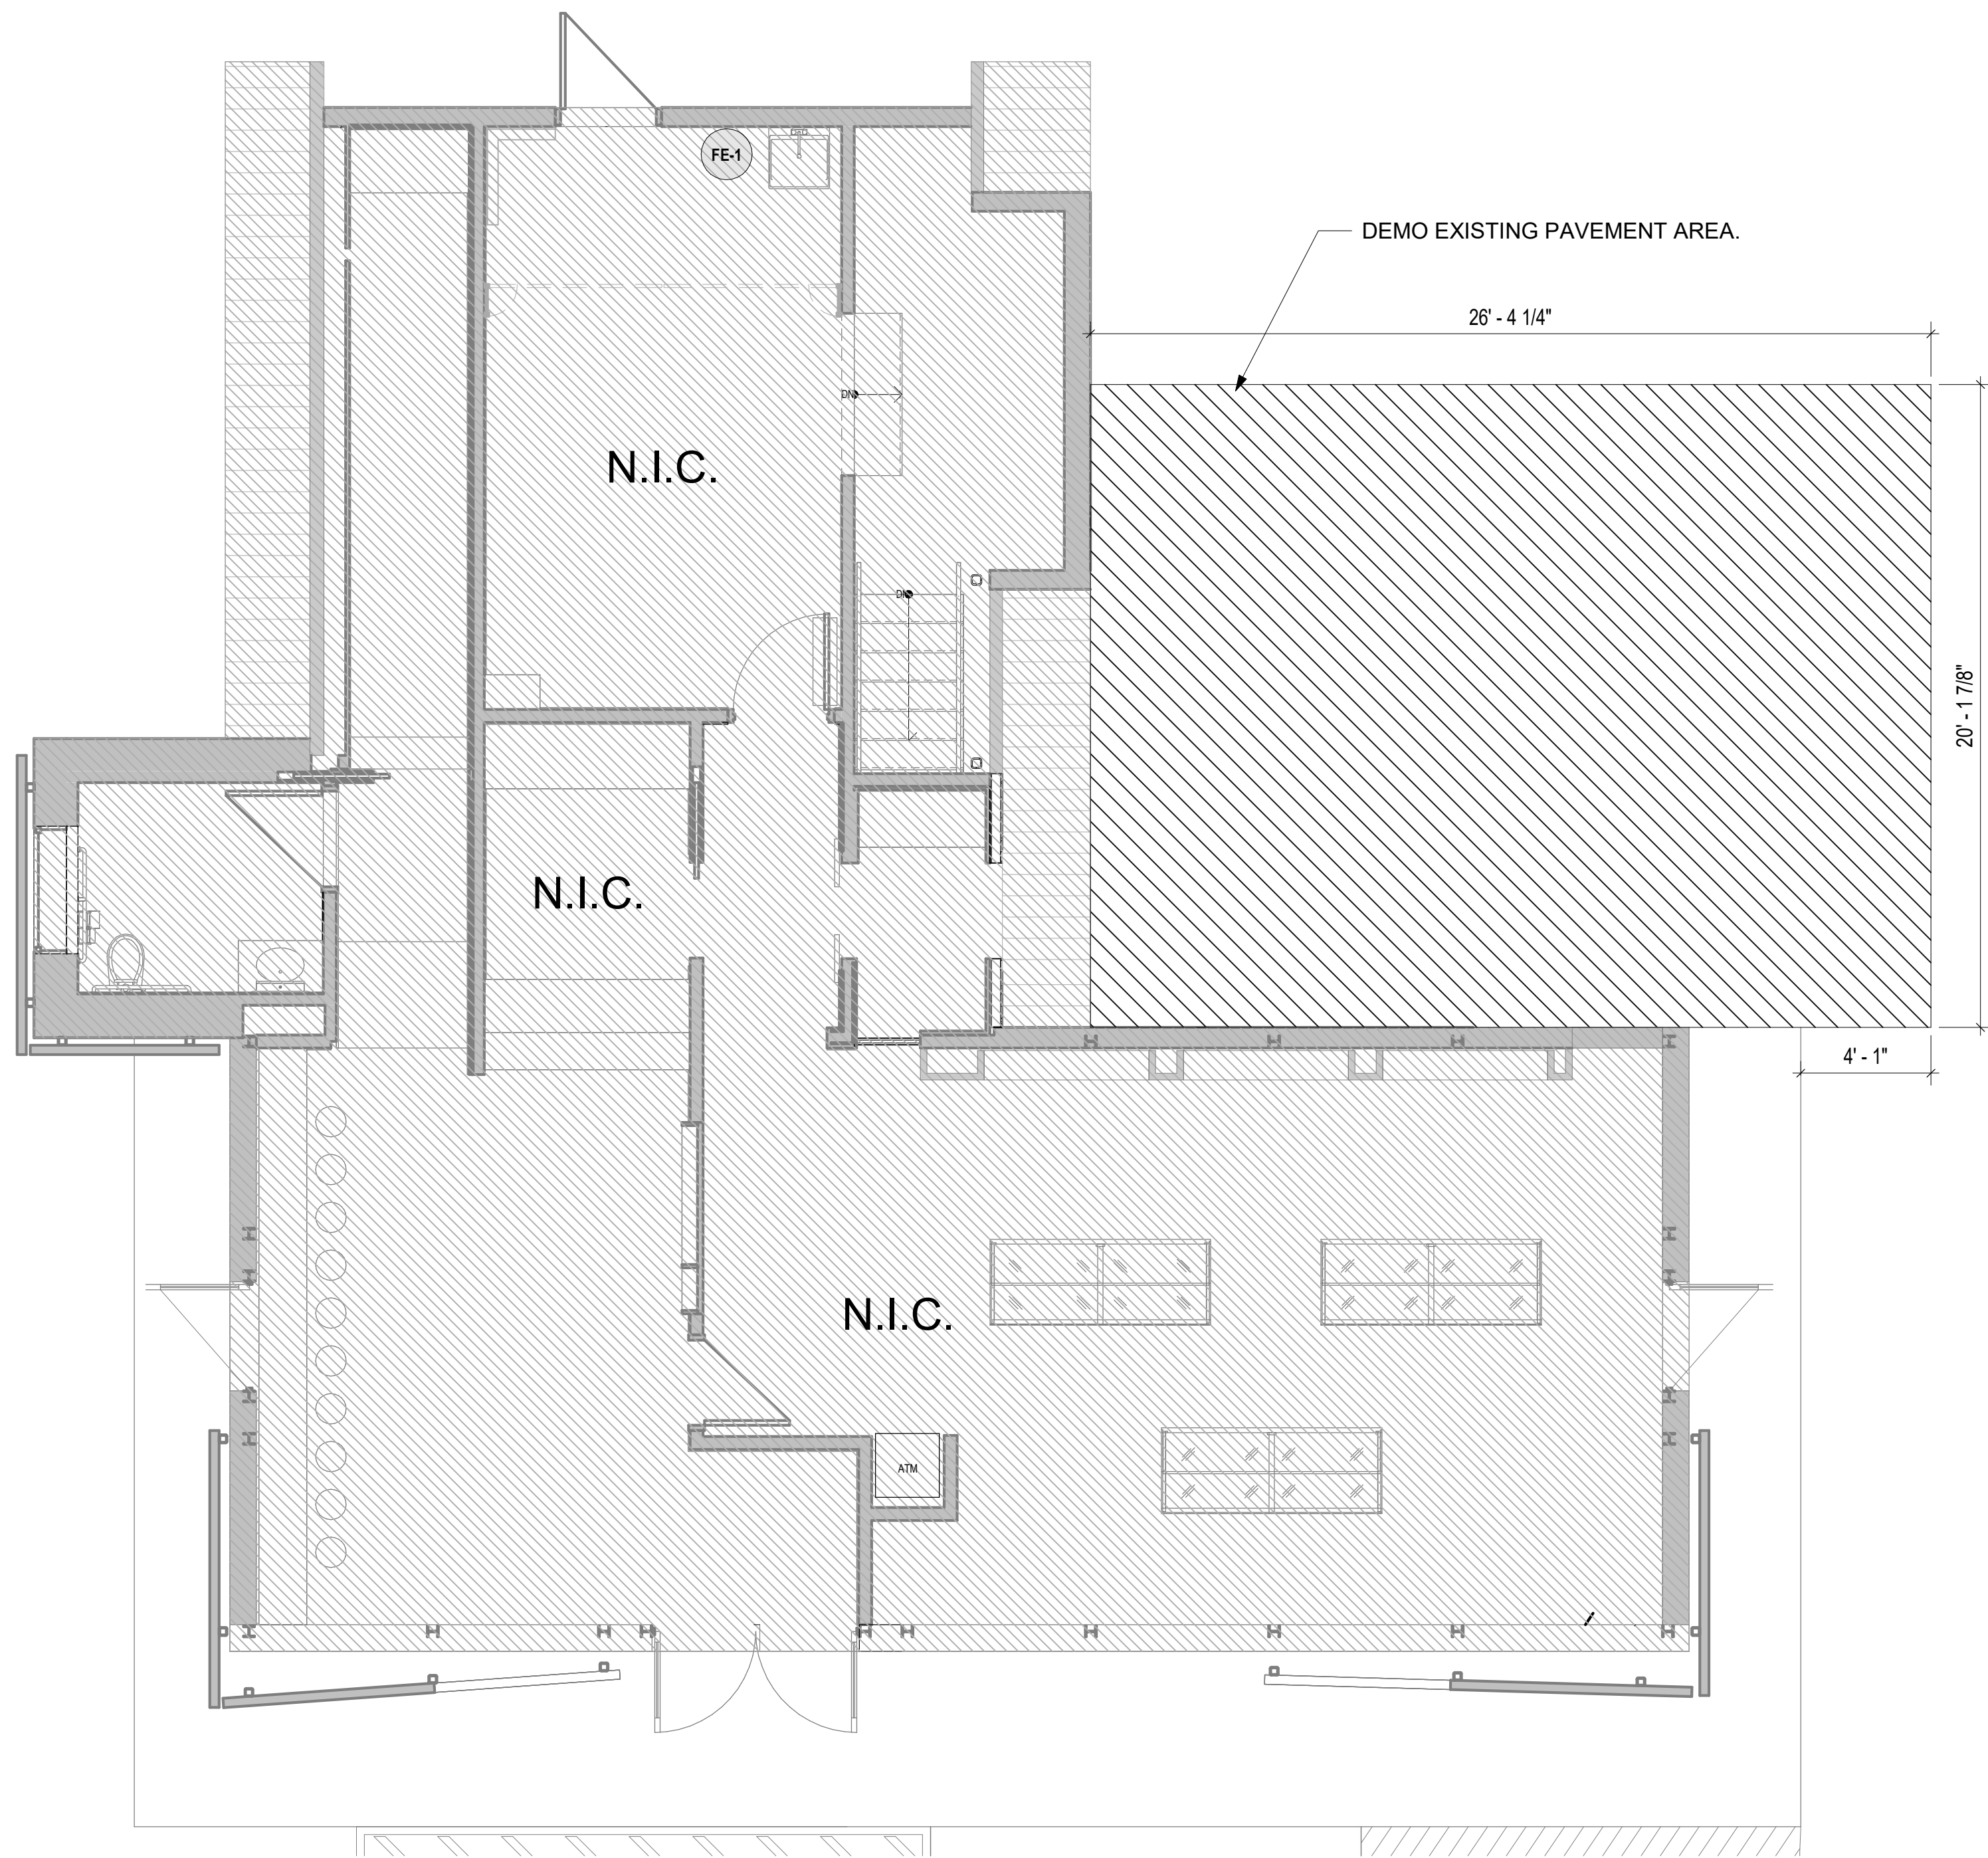 FE-1
DEMO EXISTING PAVEMENT AREA.
26' - 4 1/4"
DN
N.I.C.
DN
20' - 1 7/8"
N.I.C.
4' - 1"
N.I.C.
ATM